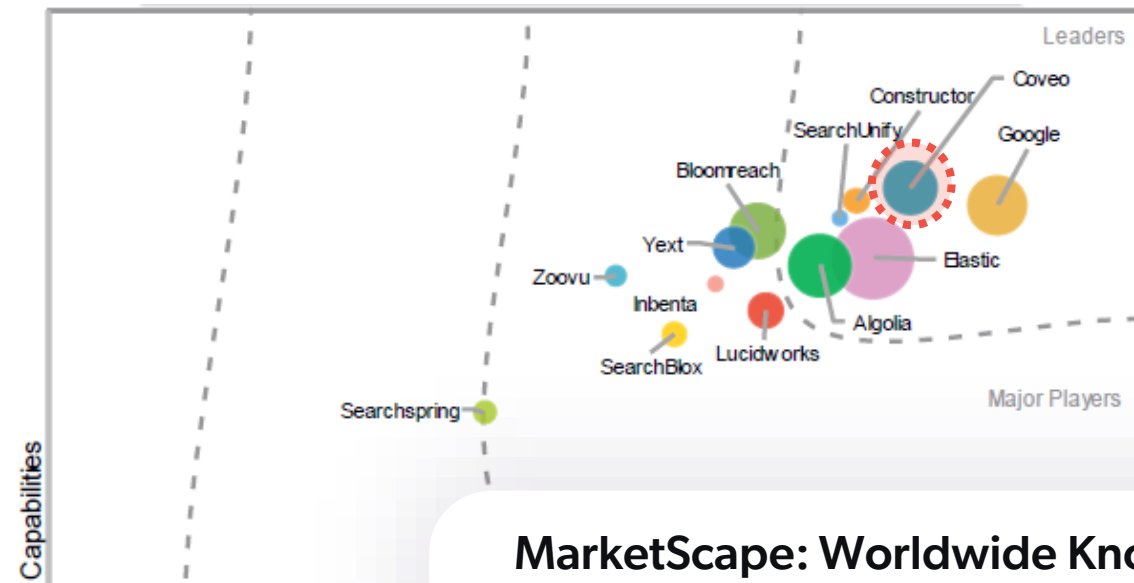 Leaders
Coveo
Constructor
SearchUnify
Google
Bloomreach
Yext
Elastic
Zoovu
Inbenta
Algolia
Lucidworks
SearchBlox
Major Players
Searchspring
Capabilities
MarketScape: Worldwide Kno